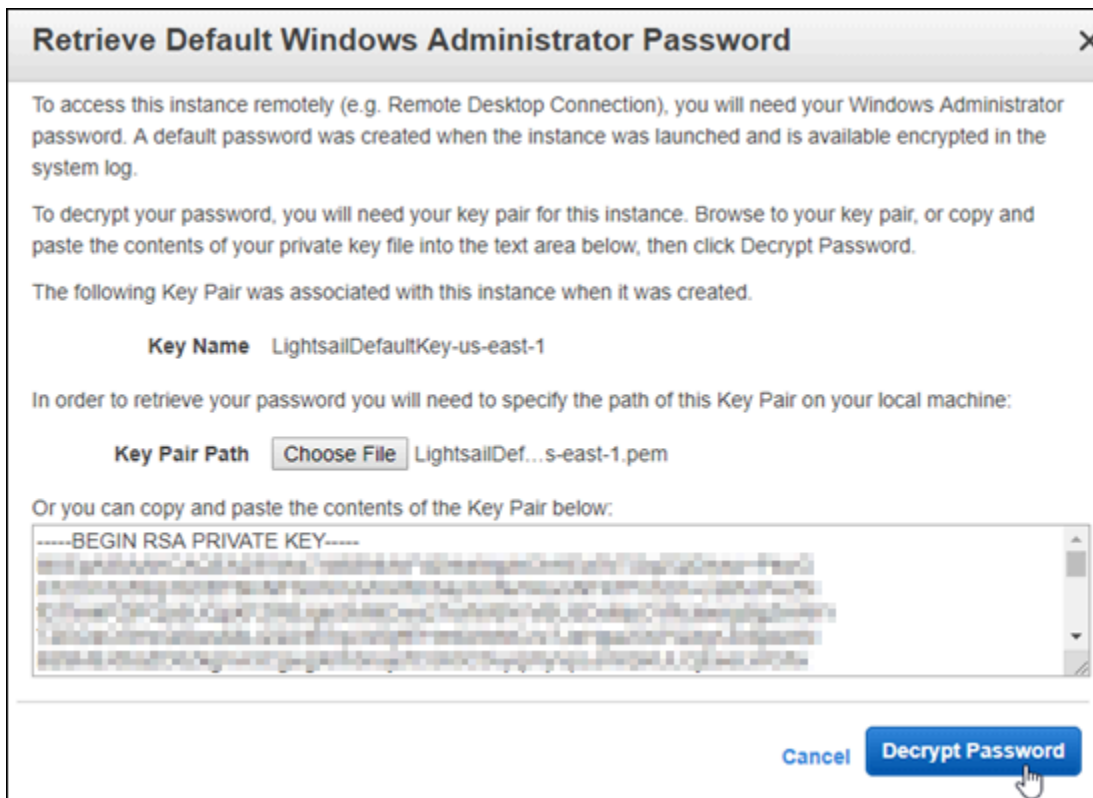 Retrieve Default Windows Administrator Password
To access this instance remotely (e.g. Remote Desktop Connection), you will need your Windows Administrator
password. A default password was created when the instance was launched and is available encrypted in the
system log.
To decrypt your password, you will need your key pair for this instance. Browse to your key pair, or copy and
paste the contents of your private key file into the text area below, then click Decrypt Password.
The following Key Pair was associated with this instance when it was created.
Key Name LightsailDefaultKey-us-east-1
In order to retrieve your password you will need to specify the path of this Key Pair on your local machine:
Key Pair Path Choose File LightsailDef...s-east-1.pem
Or you can copy and paste the contents of the Key Pair below:
-----BEGIN RSA PRIVATE KEY-----
Cancel Decrypt Password